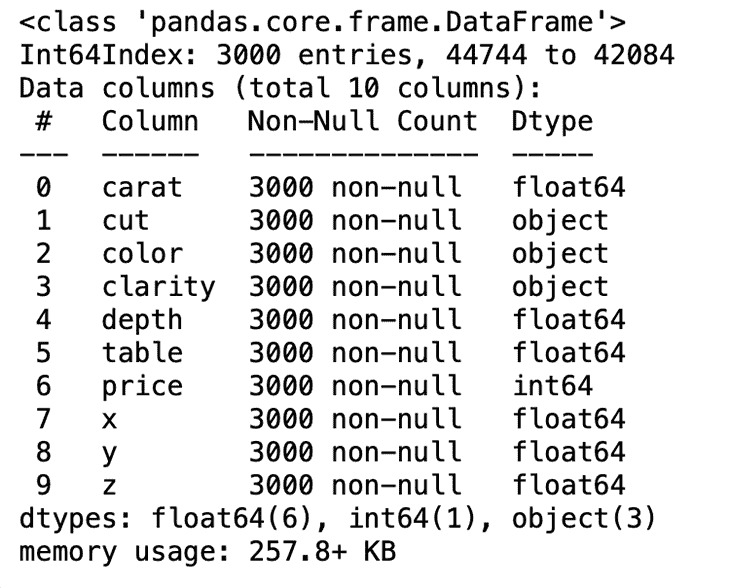 <class 'pandas.core.frame.DataFrame'>
Int64Index: 3000 entries, 44744 to 42084
Data columns (total 10 columns):
 #   Column   Non-Null Count  Dtype
---  ------   --------------  -----
 0   carat    3000 non-null   float64
 1   cut      3000 non-null   object
 2   color    3000 non-null   object
 3   clarity  3000 non-null   object
 4   depth    3000 non-null   float64
 5   table    3000 non-null   float64
 6   price    3000 non-null   int64
 7   x        3000 non-null   float64
 8   y        3000 non-null   float64
 9   z        3000 non-null   float64
dtypes: float64(6), int64(1), object(3)
memory usage: 257.8+ KB